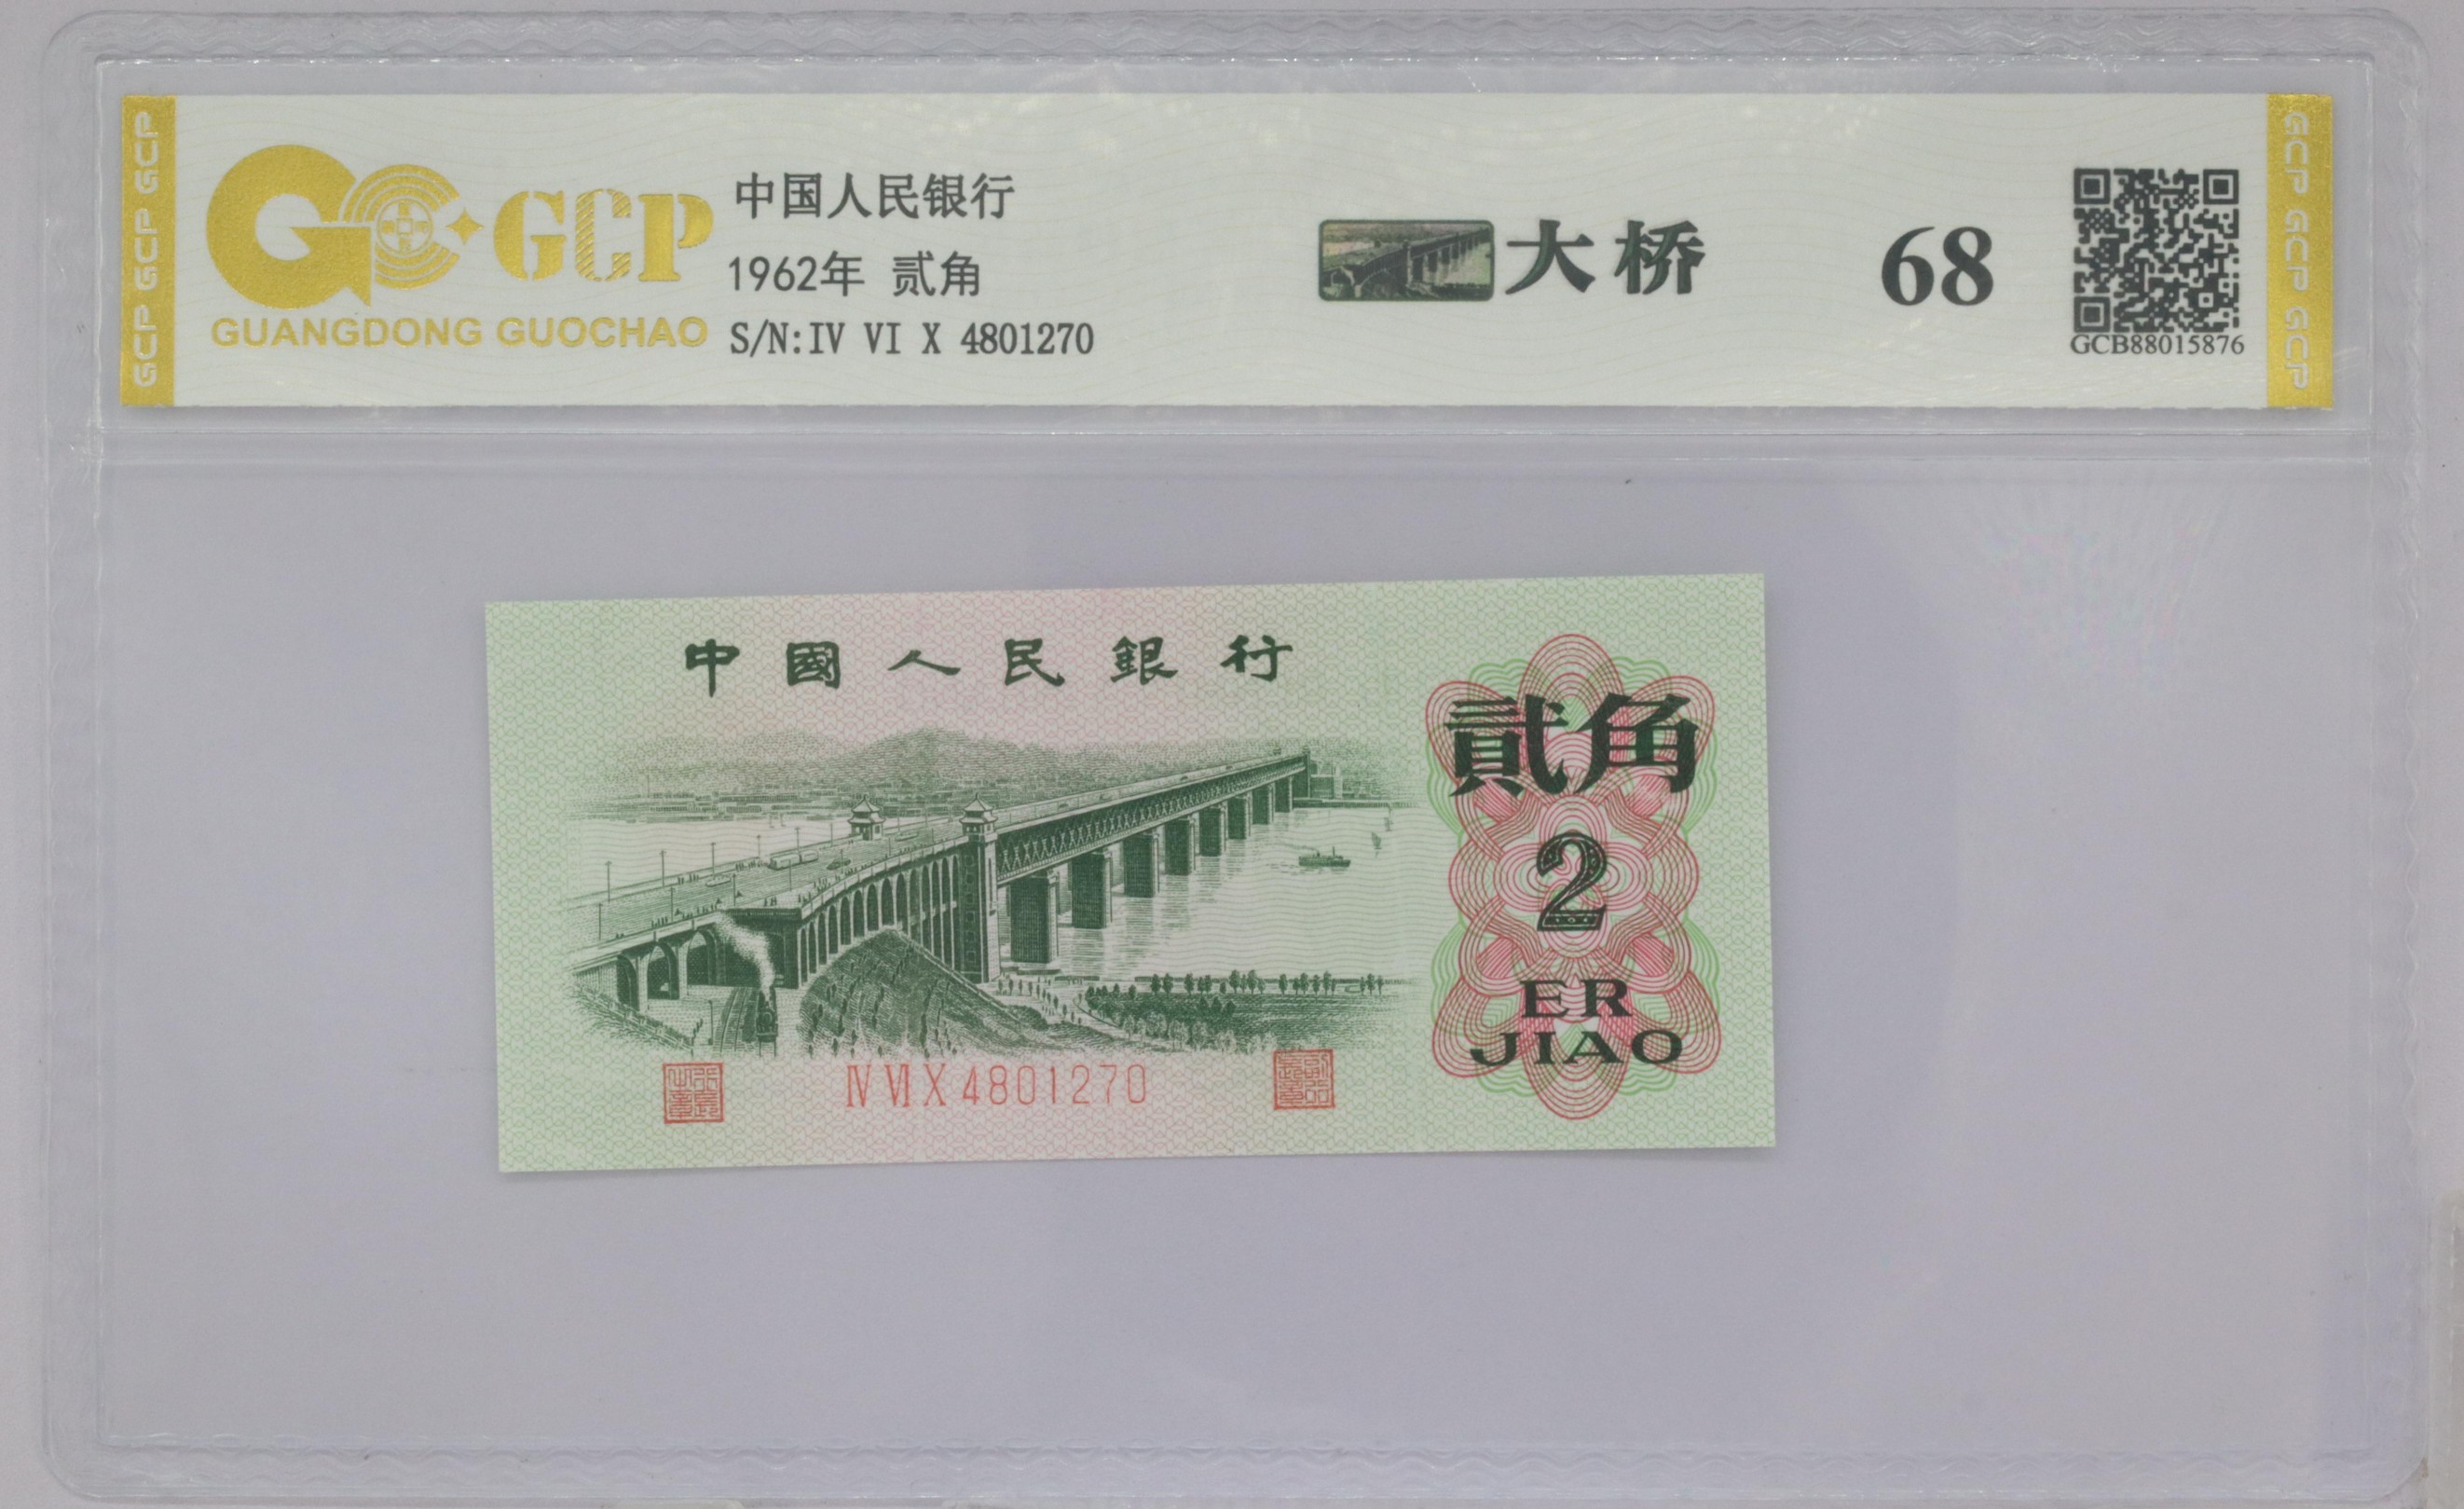 GCP GCP GCP
GCP
GUANGDONG GUOCHAO
中国人民银行
1962年 贰角
S/N:IV VI X 4801270
大桥
68
GCB88015876
GCP GCP GCP
中國人民銀行
貳角
2
ER
JIAO
IV VI X 4801270